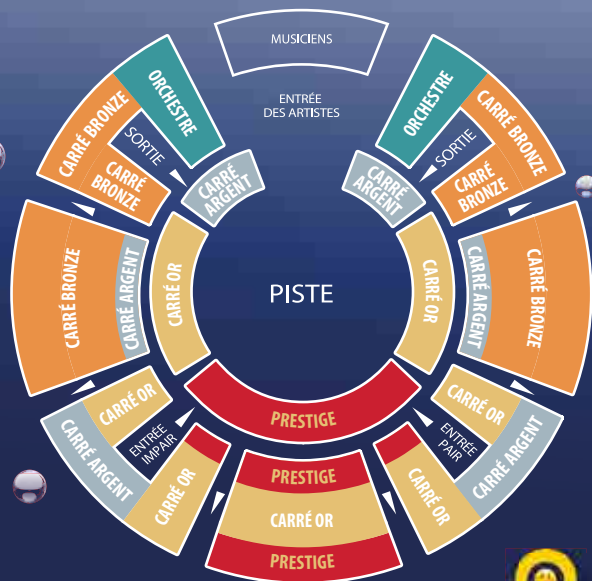 MUSICIENS
ENTRÉE
DES ARTISTES
ORCHESTRE
ORCHESTRE
CARRÉ BRONZE
CARRÉ BRONZE
SORTIE
SORTIE
CARRÉ
BRONZE
CARRÉ
BRONZE
CARRÉ
ARGENT
CARRÉ
ARGENT
CARRÉ BRONZE
CARRÉ ARGENT
CARRÉ OR
PISTE
CARRÉ OR
CARRÉ ARGENT
CARRÉ BRONZE
CARRÉ OR
PRESTIGE
CARRÉ OR
CARRÉ ARGENT
ENTRÉE
IMPAIR
ENTRÉE
PAIR
CARRÉ ARGENT
CARRÉ OR
PRESTIGE
CARRÉ OR
CARRÉ OR
PRESTIGE